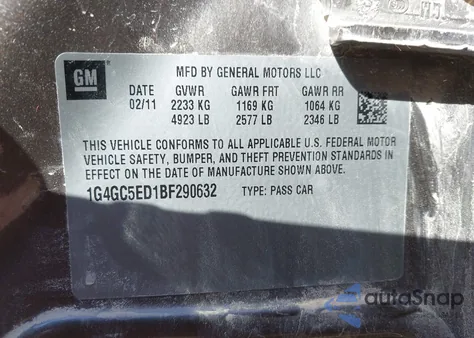 GM
MFD BY GENERAL MOTORS LLC
DATE GVWR GAWR FRT GAWR RR
02/11 2233 KG 1169 KG 1064 KG
4923 LB 2577 LB 2346 LB
THIS VEHICLE CONFORMS TO ALL APPLICABLE U.S. FEDERAL MOTOR
VEHICLE SAFETY, BUMPER, AND THEFT PREVENTION STANDARDS IN
EFFECT ON THE DATE OF MANUFACTURE SHOWN ABOVE.
1G4GC5ED1BF290632 TYPE: PASS CAR
autoSnap